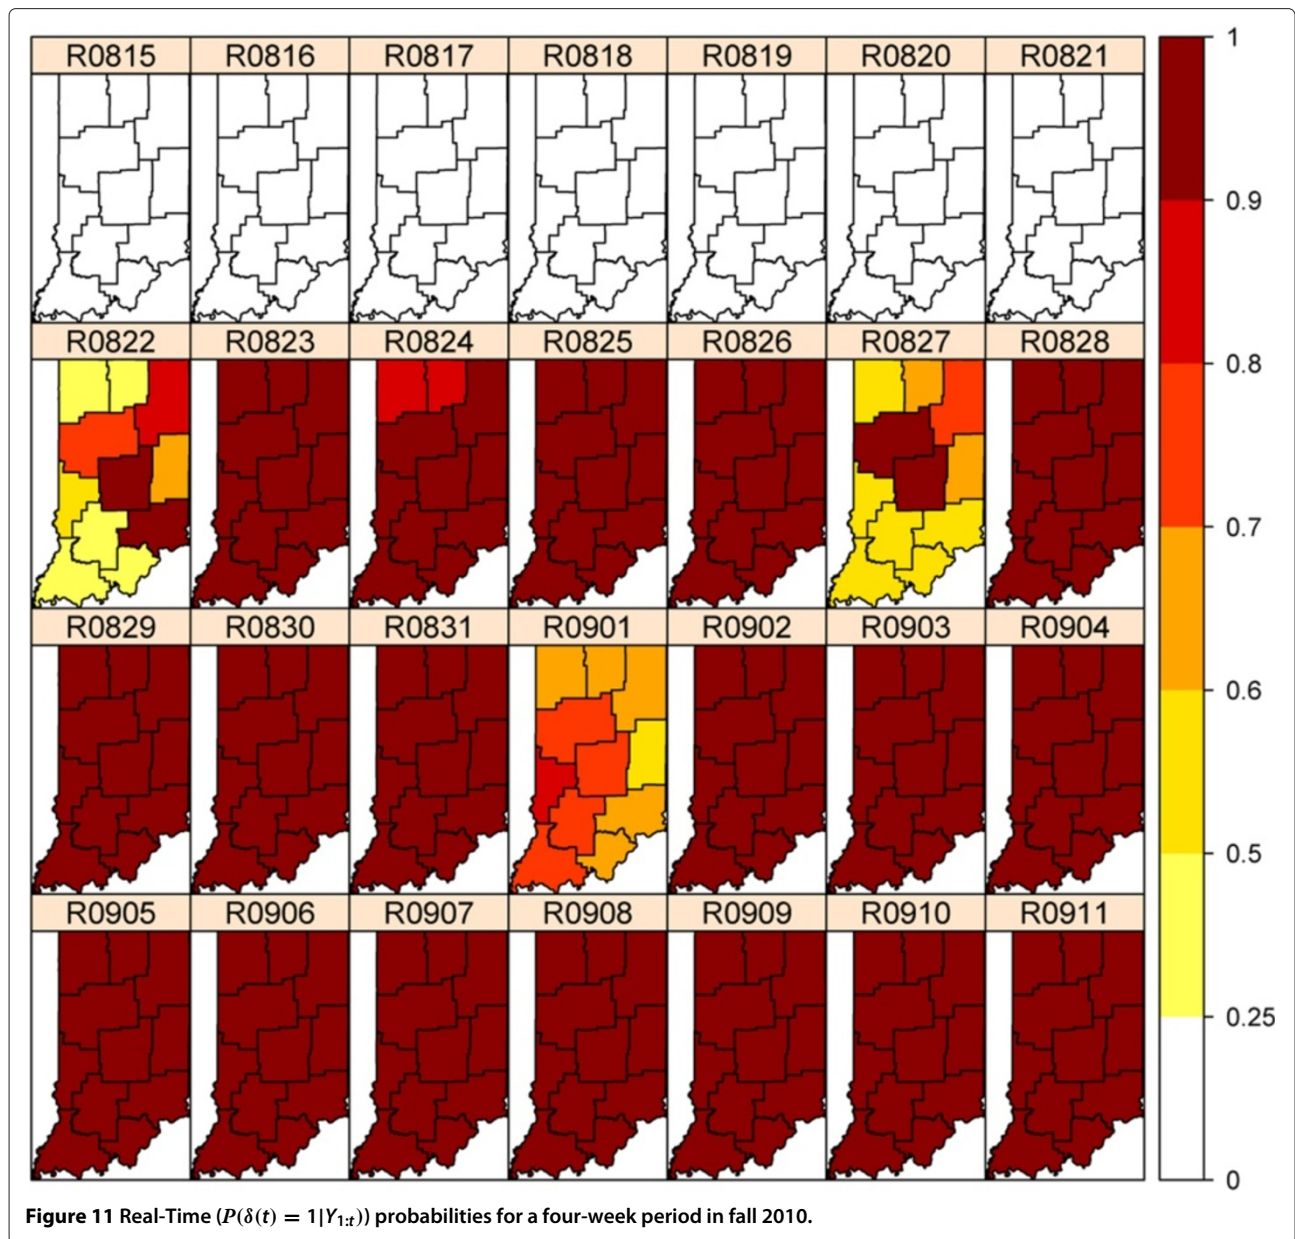 R0815 R0816 R0817 R0818 R0819 R0820 R0821
1
0.9
R0822 R0823 R0824 R0825 R0826 R0827 R0828
0.8
0.7
R0829 R0830 R0831 R0901 R0902 R0903 R0904
0.6
0.5
R0905 R0906 R0907 R0908 R0909 R0910 R0911
0.25
0
Figure 11 Real-Time (P(δ(t) = 1|Y₁:ₜ)) probabilities for a four-week period in fall 2010.